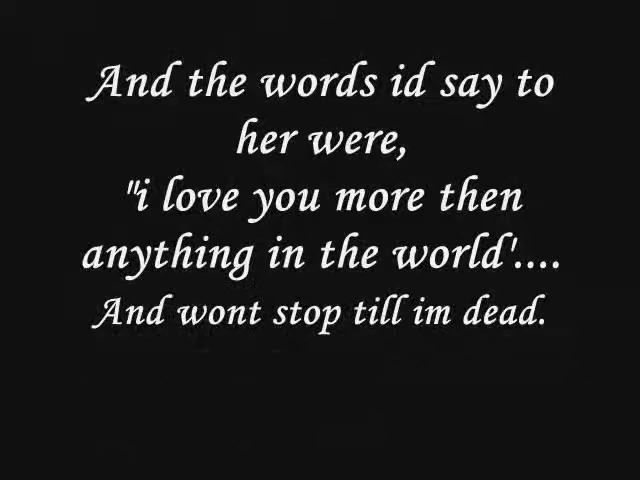 And the words id say to
her were,
"i love you more then
anything in the world'....
And wont stop till im dead.